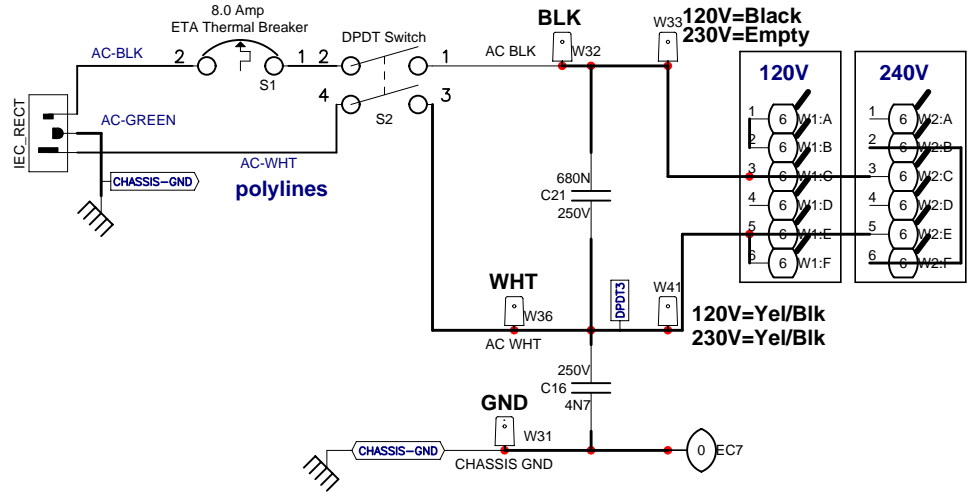 8.0 Amp
ETA Thermal Breaker
BLK
W33
120V=Black
230V=Empty
AC-BLK
2
1
S1
2
DPDT Switch
1
AC BLK
W32
4
3
S2
120V
240V
IEC_RECT
AC-GREEN
AC-WHT
CHASSIS-GND
polylines
1
6
W1:A
2
6
W1:B
3
6
W1:C
4
6
W1:D
5
6
W1:E
6
6
W1:F
1
6
W2:A
2
6
W2:B
3
6
W2:C
4
6
W2:D
5
6
W2:E
6
6
W2:F
680N
C21
250V
WHT
W36
AC WHT
DPDT3
W41
120V=Yel/Blk
230V=Yel/Blk
250V
C16
4N7
GND
W31
CHASSIS-GND
CHASSIS GND
0
EC7